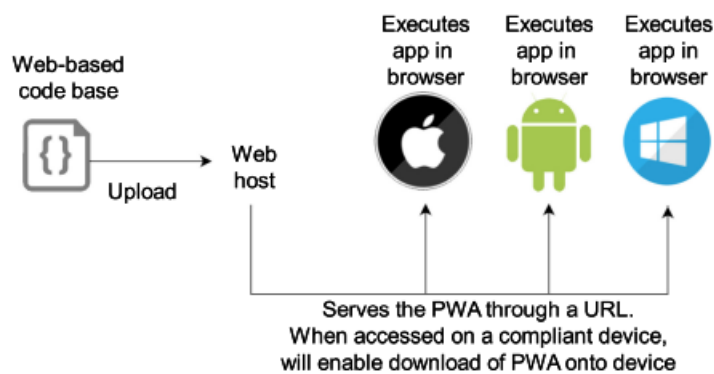 Web-based
code base
{}
Upload
Web
host
Executes
app in
browser
Executes
app in
browser
Executes
app in
browser
Serves the PWA through a URL.
When accessed on a compliant device,
will enable download of PWA onto device